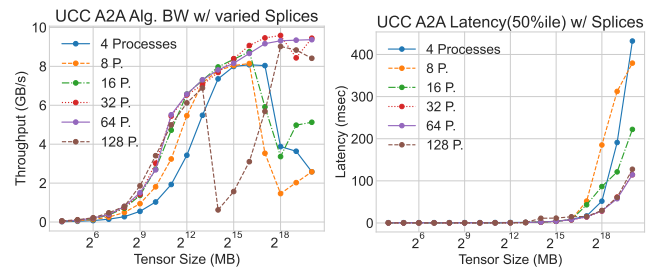 UCC A2A Alg. BW w/ varied Splices
10
8
6
4
2
0
Throughput (GB/s)
4 Processes
8 P.
16 P.
32 P.
64 P.
128 P.
2^6 2^9 2^12 2^15 2^18
Tensor Size (MB)
UCC A2A Latency(50%ile) w/ Splices
400
300
200
100
0
Latency (msec)
4 Processes
8 P.
16 P.
32 P.
64 P.
128 P.
2^6 2^9 2^12 2^15 2^18
Tensor Size (MB)